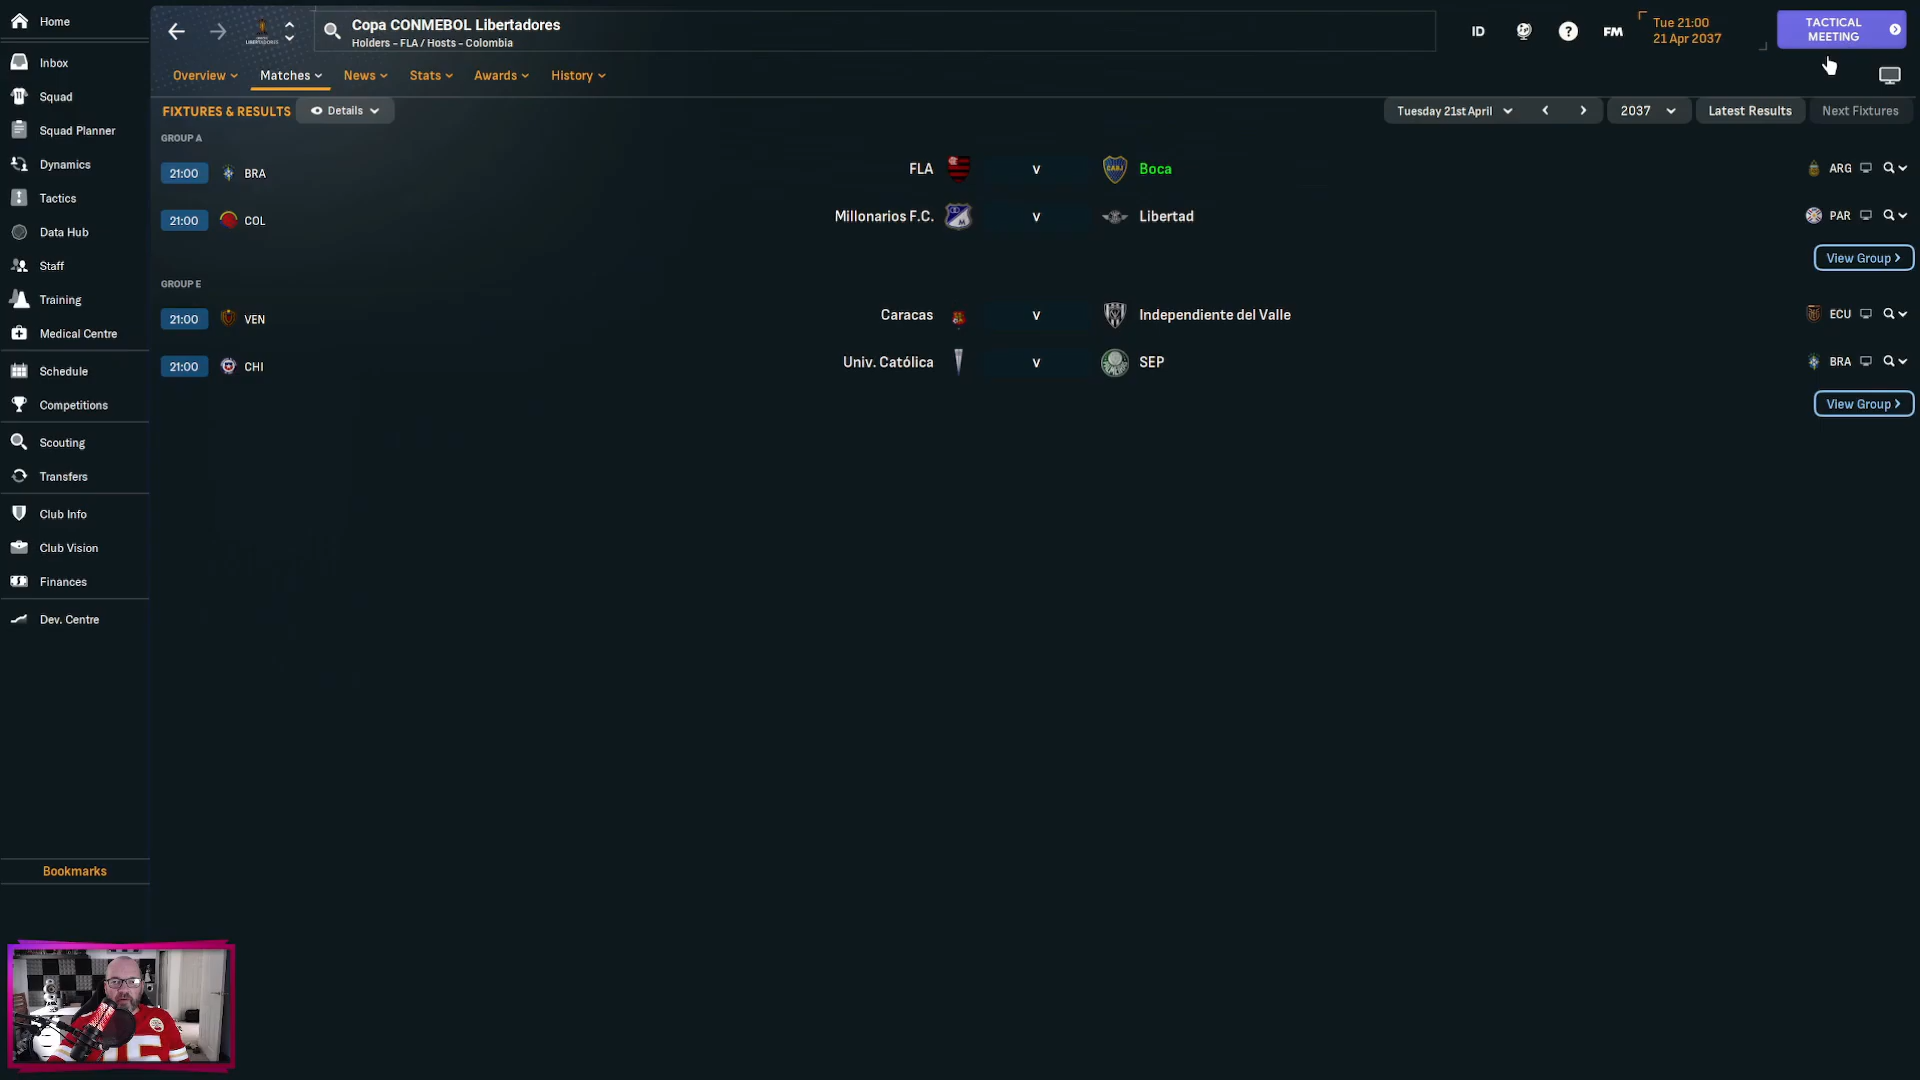 Home
Inbox
Squad
Squad Planner
Dynamics
Tactics
Data Hub
Staff
Training
Medical Centre
Schedule
Competitions
Scouting
Transfers
Club Info
Club Vision
Finances
Dev. Centre
Bookmarks
LIBERTADORES
Copa CONMEBOL Libertadores
Holders - FLA / Hosts - Colombia
ID
FM
Tue 21:00
21 Apr 2037
TACTICAL
MEETING
Overview Matches News Stats Awards History
FIXTURES & RESULTS Details Tuesday 21st April 2037 Latest Results Next Fixtures
GROUP A
21:00 BRA FLA v Boca ARG
21:00 COL Millonarios F.C. v Libertad PAR
View Group >
GROUP E
21:00 VEN Caracas v Independiente del Valle ECU
21:00 CHI Univ. Católica v SEP BRA
View Group >